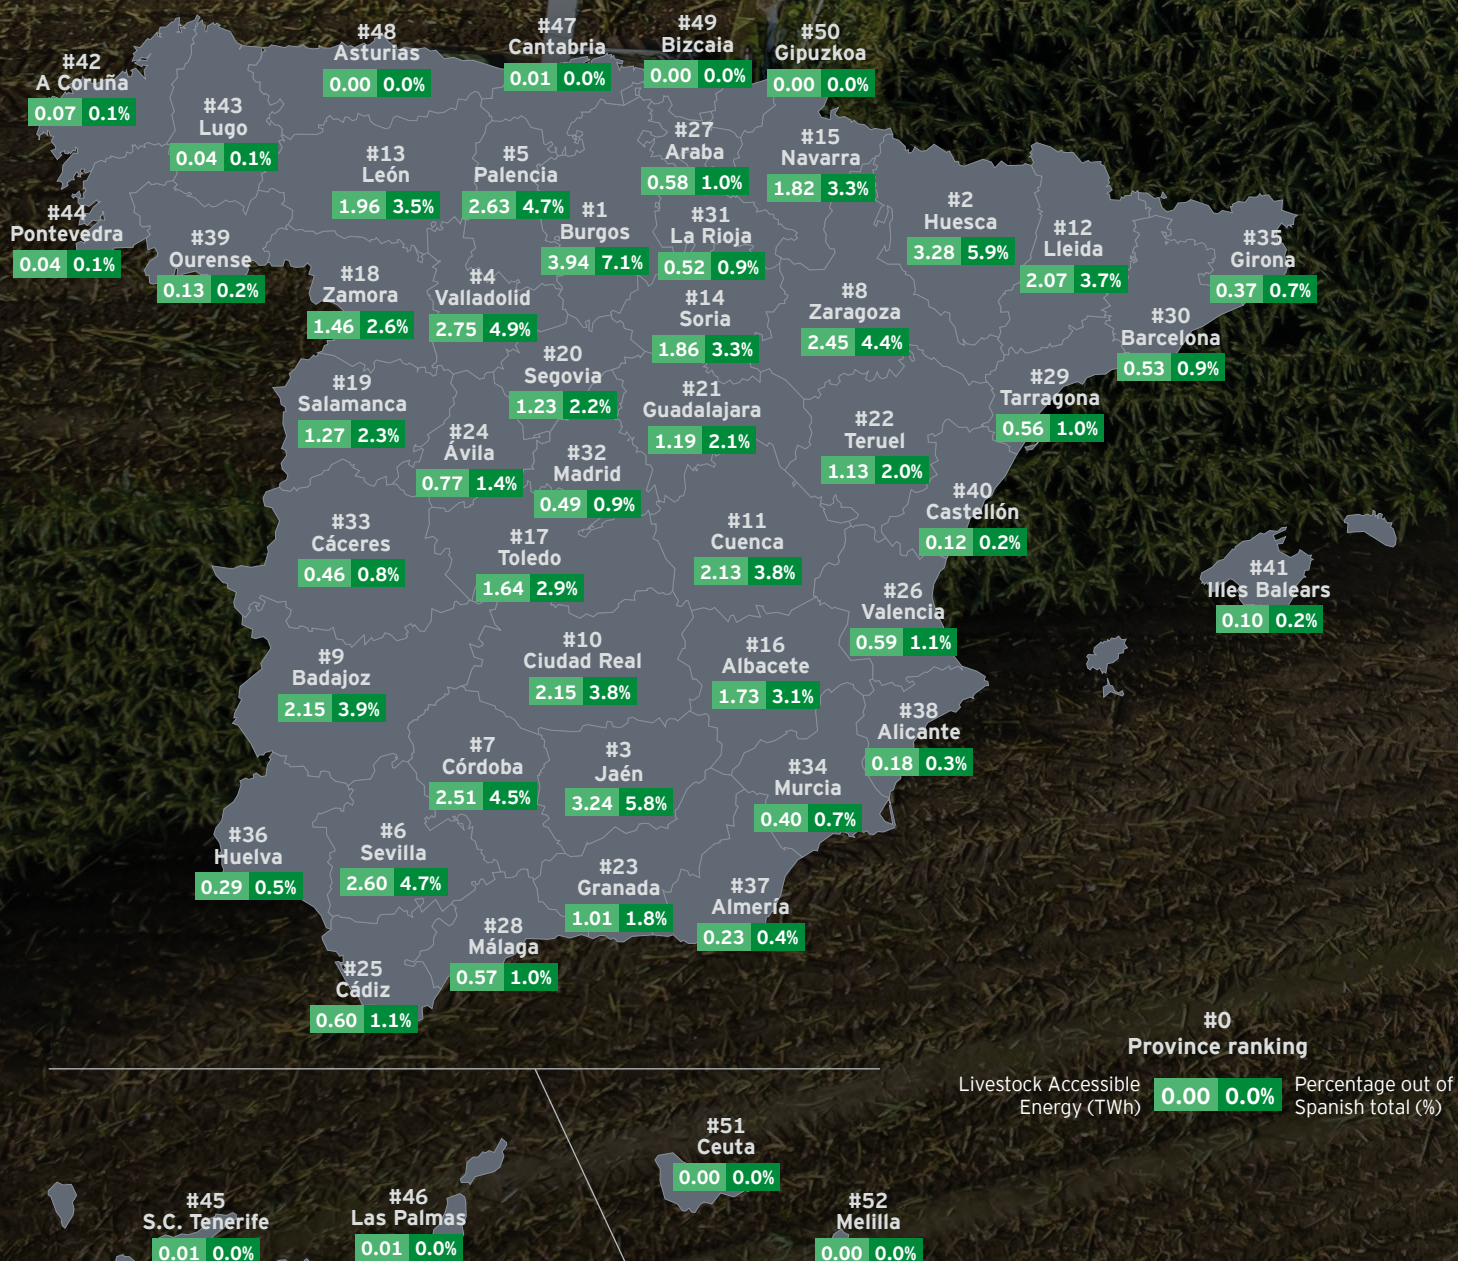 #48
Asturias
0.00 0.0%
#47
Cantabria
0.01 0.0%
#49
Bizcaia
0.00 0.0%
#50
Gipuzkoa
0.00 0.0%
#42
A Coruña
0.07 0.1%
#43
Lugo
0.04 0.1%
#13
León
1.96 3.5%
#5
Palencia
2.63 4.7%
#27
Araba
0.58 1.0%
#15
Navarra
1.82 3.3%
#44
Pontevedra
0.04 0.1%
#39
Ourense
0.13 0.2%
#1
Burgos
3.94 7.1%
#31
La Rioja
0.52 0.9%
#2
Huesca
3.28 5.9%
#12
Lleida
2.07 3.7%
#35
Girona
0.37 0.7%
#18
Zamora
1.46 2.6%
#4
Valladolid
2.75 4.9%
#14
Soria
1.86 3.3%
#8
Zaragoza
2.45 4.4%
#30
Barcelona
0.53 0.9%
#20
Segovia
1.23 2.2%
#19
Salamanca
1.27 2.3%
#21
Guadalajara
1.19 2.1%
#29
Tarragona
0.56 1.0%
#24
Ávila
0.77 1.4%
#32
Madrid
0.49 0.9%
#22
Teruel
1.13 2.0%
#40
Castellón
0.12 0.2%
#33
Cáceres
0.46 0.8%
#17
Toledo
1.64 2.9%
#11
Cuenca
2.13 3.8%
#26
Valencia
0.59 1.1%
#41
Illes Balears
0.10 0.2%
#9
Badajoz
2.15 3.9%
#10
Ciudad Real
2.15 3.8%
#16
Albacete
1.73 3.1%
#38
Alicante
0.18 0.3%
#7
Córdoba
2.51 4.5%
#3
Jaén
3.24 5.8%
#34
Murcia
0.40 0.7%
#36
Huelva
0.29 0.5%
#6
Sevilla
2.60 4.7%
#23
Granada
1.01 1.8%
#37
Almería
0.23 0.4%
#28
Málaga
0.57 1.0%
#25
Cádiz
0.60 1.1%
#0
Province ranking
Livestock Accessible
Energy (TWh)
0.00 0.0%
Percentage out of
Spanish total (%)
#51
Ceuta
0.00 0.0%
#45
S.C. Tenerife
0.01 0.0%
#46
Las Palmas
0.01 0.0%
#52
Melilla
0.00 0.0%